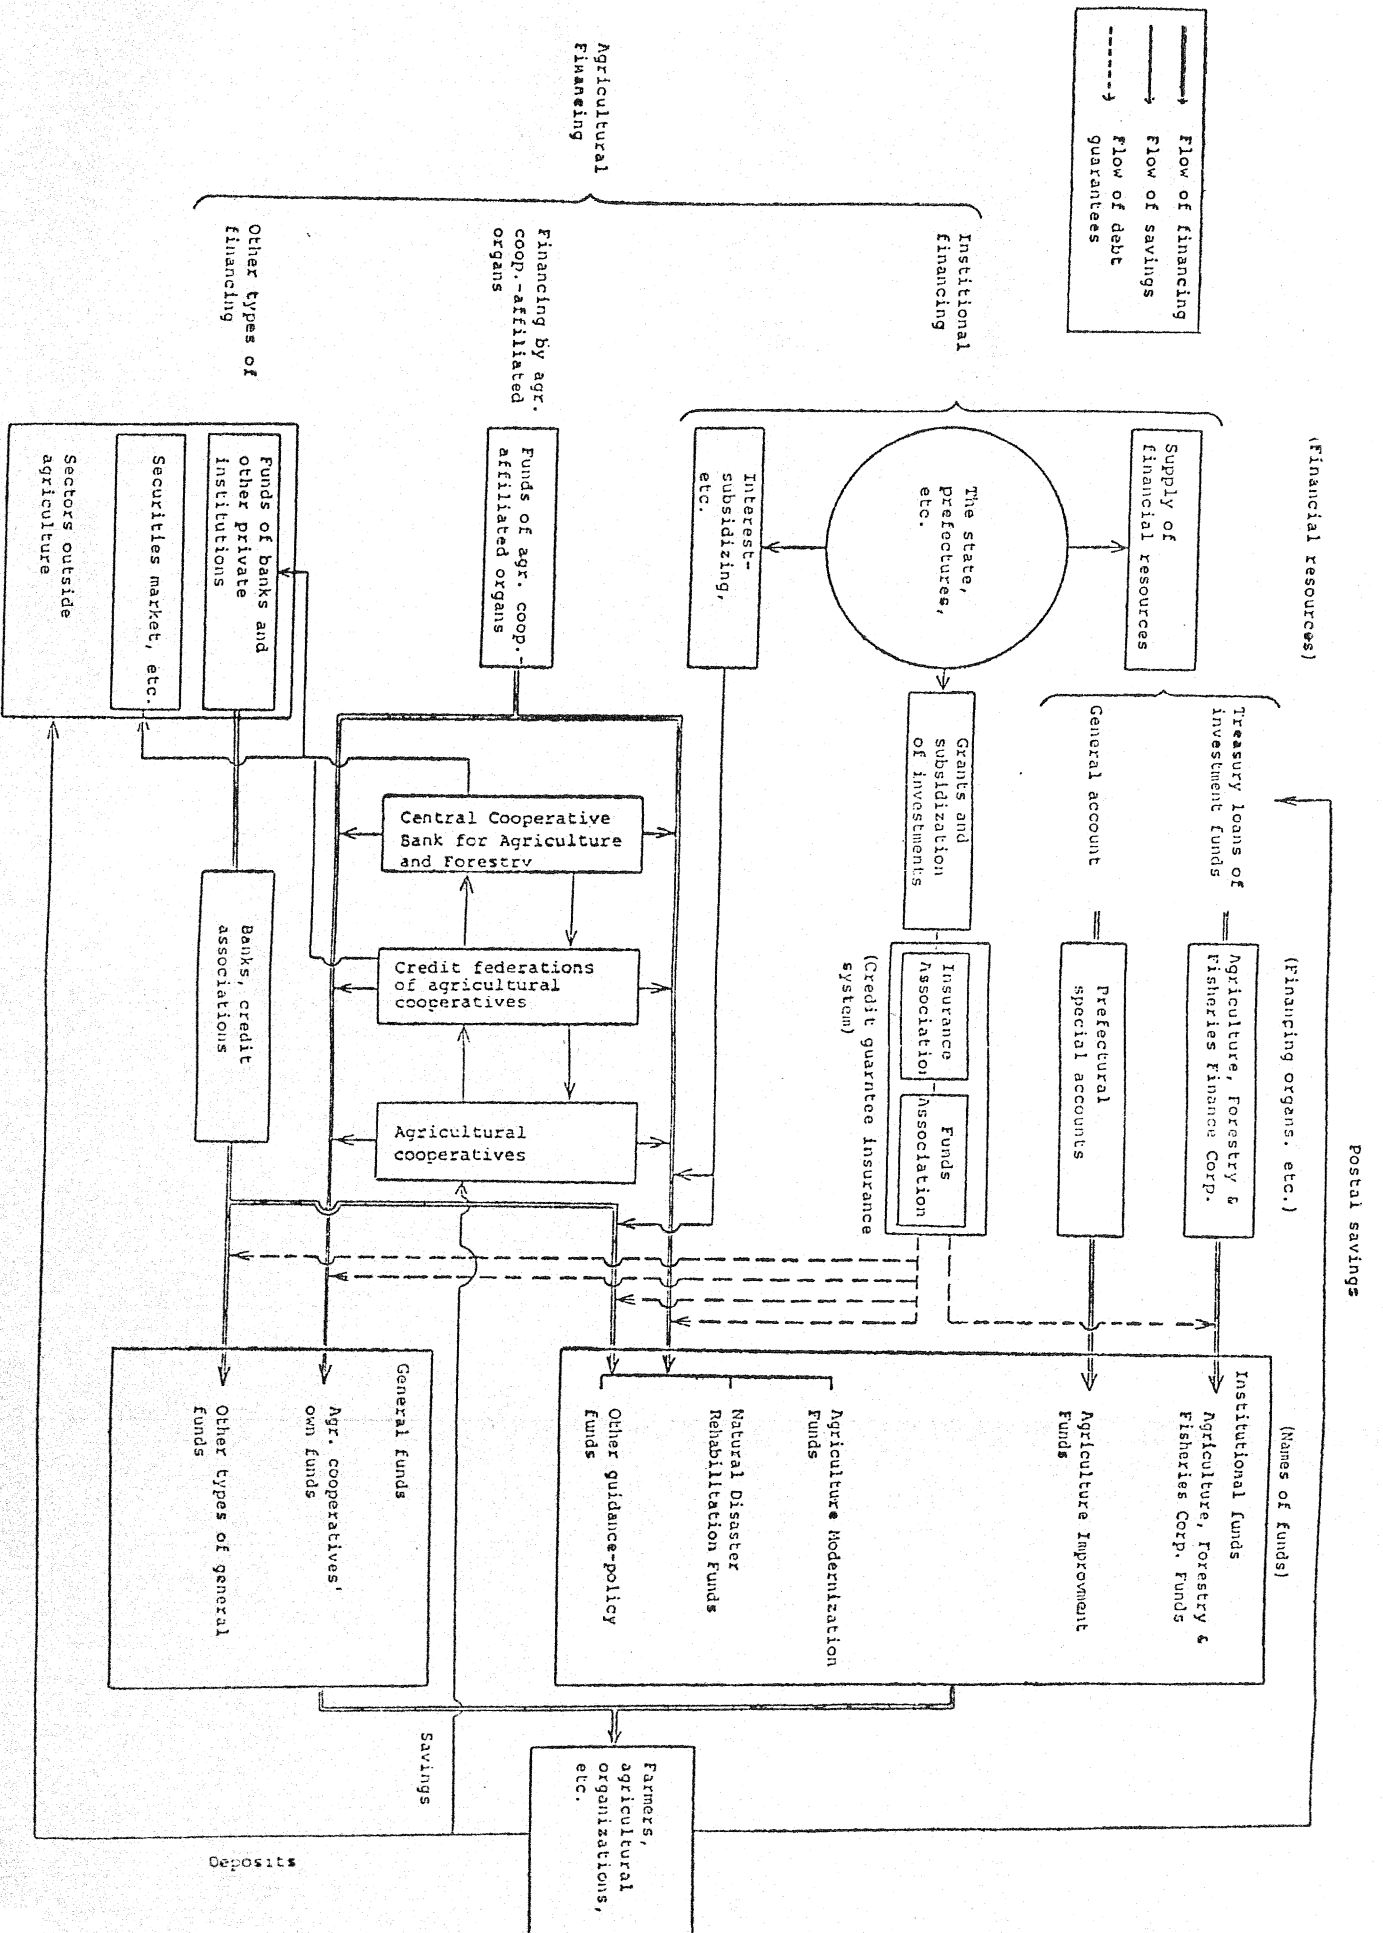 Postal savings
(Financial resources)
(Financing organs. etc.)
(Names of funds)
Flow of financing
Flow of savings
Flow of debt
guarantees
Agricultural
Financing
Institional
financing
Financing by agr.
coop.-affiliated
organs
Other types of
financing
Supply of
financial resources
The state,
prefectures,
etc.
Interest-
subsidizing,
etc.
Funds of agr. coop.-
affiliated organs
Funds of banks and
other private
institutions
Securities market, etc.
Sectors outside
agriculture
Treasury loans of
investment funds
General account
Grants and
subsidization
of investments
Agriculture, Forestry &
Fisheries Finance Corp.
Prefectural
special accounts
Insurance
Association
Funds
Association
(Credit guarntee insurance
system)
Central Cooperative
Bank for Agriculture
and Forestry
Credit federations
of agricultural
cooperatives
Agricultural
cooperatives
Banks, credit
associations
Institutional funds
Agriculture, Forestry &
Fisheries Corp. Funds
Agriculture Improvment
Funds
Agriculture Modernization
Funds
Natural Disaster
Rehabilitation Funds
Other guidance-policy
funds
General funds
Agr. cooperatives'
own funds
Other types of general
funds
Savings
Farmers,
agricultural
organizations,
etc.
Deposits